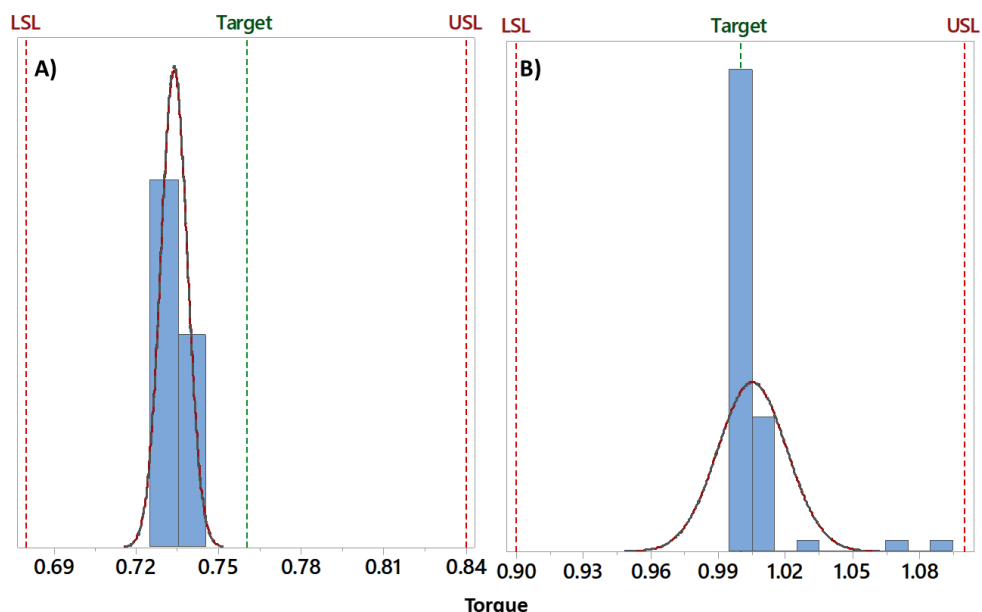 LSL Target USL
A)
0.69 0.72 0.75 0.78 0.81 0.84
LSL Target USL
B)
0.90 0.93 0.96 0.99 1.02 1.05 1.08
Torque